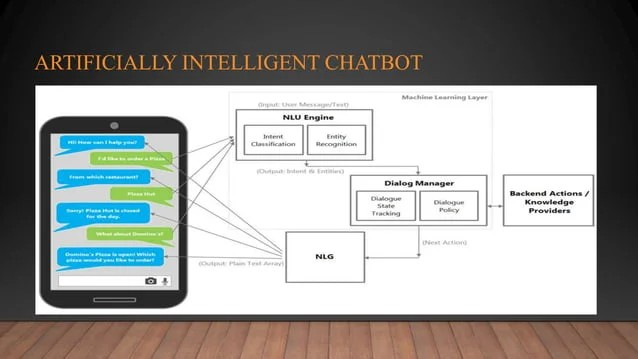 ARTIFICIALLY INTELLIGENT CHATBOT
Machine Learning Layer
(Input: User Message/Text)
NLU Engine
Intent
Classification
Entity
Recognition
(Output: Intent & Entities)
Dialog Manager
Dialogue
State
Tracking
Dialogue
Policy
Backend Actions /
Knowledge
Providers
(Next Action)
NLG
(Output: Plain Text Array)
Hi! How can I help you?
I'd like to order a Pizza
From which restaurant?
Pizza Hut
Sorry! Pizza Hut is closed
for the day.
What about Domino's?
Domino's Pizza is open! Which
pizza would you like to order?